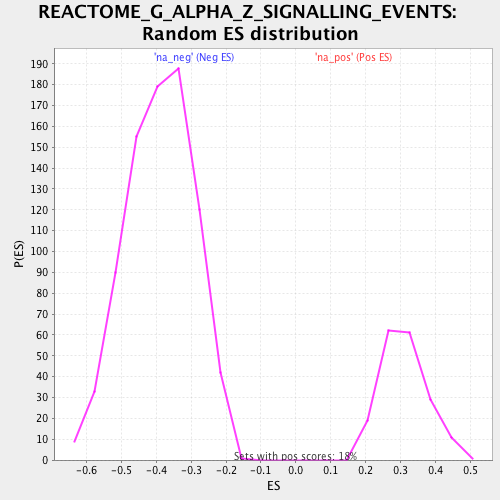 REACTOME_G_ALPHA_Z_SIGNALLING_EVENTS:
Random ES distribution
'na_neg' (Neg ES) 'na_pos' (Pos ES)
190
180
170
160
150
140
130
120
110
100
90
80
70
60
50
40
30
20
10
0
P(ES)
Sets with pos scores: 18%
-0.6 -0.5 -0.4 -0.3 -0.2 -0.1 0.0 0.1 0.2 0.3 0.4 0.5
ES